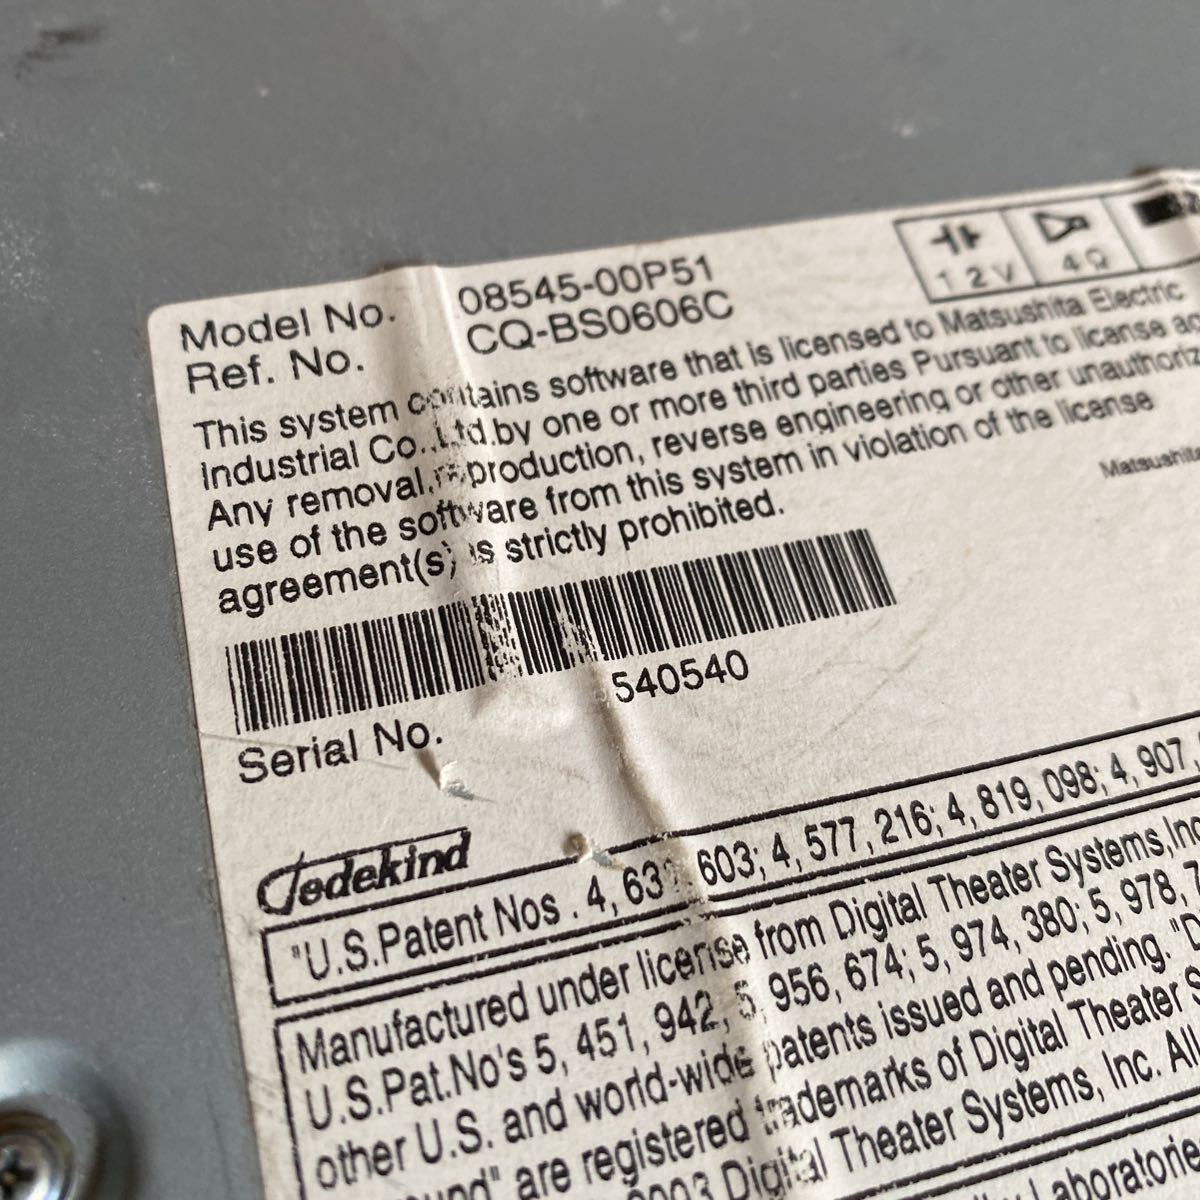 Model No. 08545-00P51
Ref. No. CQ-BS0606C
12V 4Ω
This system contains software that is licensed to Matsushita Electric
Industrial Co.,Ltd.by one or more third parties Pursuant to license
Any removal, reproduction, reverse engineering or other
use of the software from this system in violation of the license
agreement(s) is strictly prohibited.
Matsushita
540540
Serial No.
Jedekind
"U.S.Patent Nos . 4, 603; 4, 577, 216; 4, 819, 098; 4, 907,
Manufactured under license from Digital Theater Systems,Inc
U.S.Pat.No's 5, 451, 942, 5, 956, 674; 5, 974, 380; 5, 978,
other U.S. and world-wide patents issued and pending.
are registered trademarks of Digital Theater
Digital Theater Systems, Inc. All